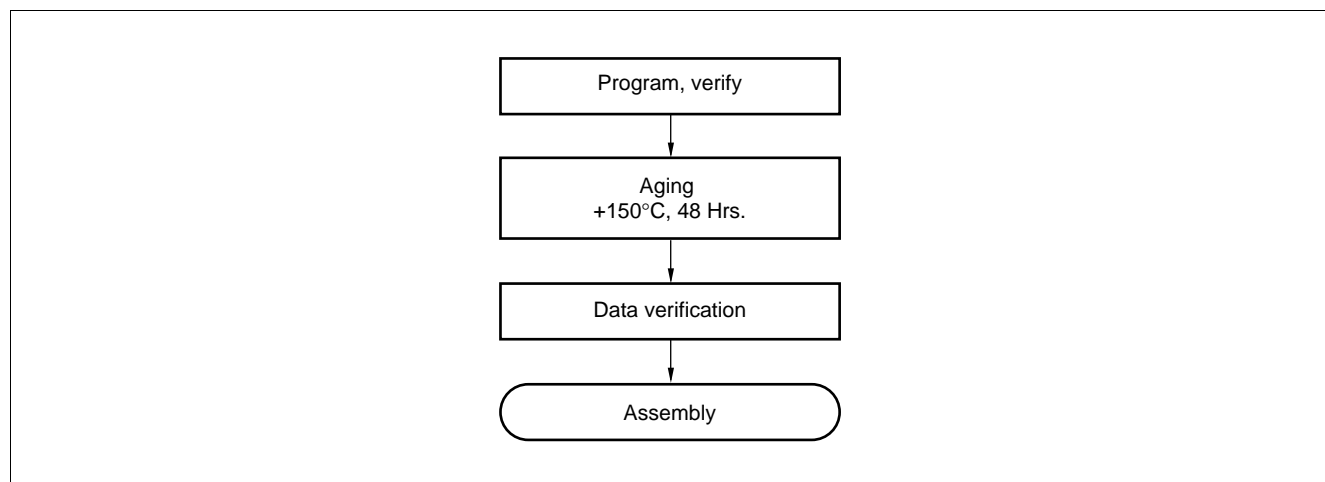 Program, verify
Aging
+150°C, 48 Hrs.
Data verification
Assembly